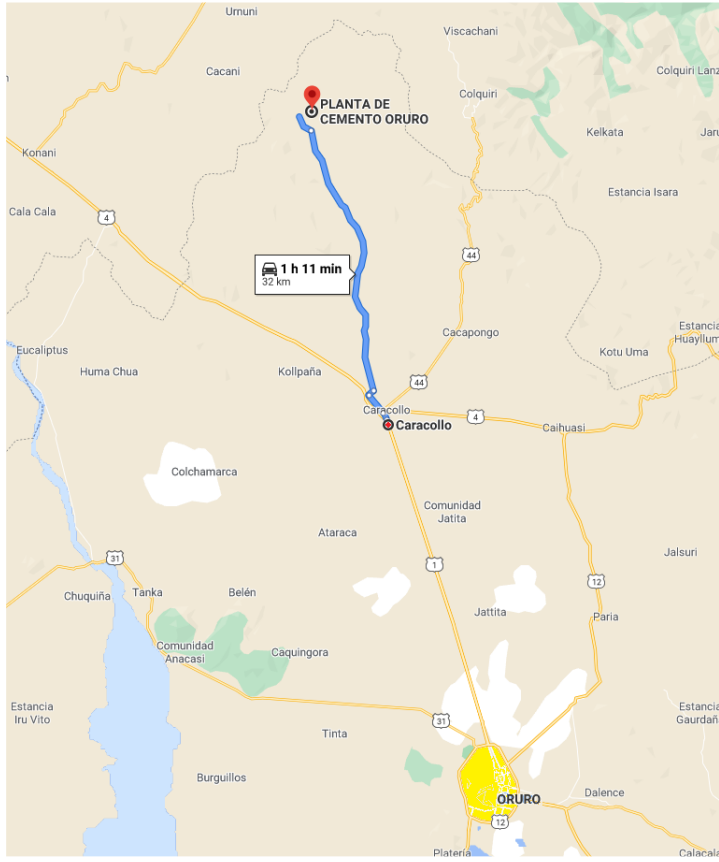 Urnuni
Viscachani
Cacani
Colquiri Lanz
Colquiri
PLANTA DE
CEMENTO ORURO
Kelkata
Jaru
Konani
Estancia Isara
Cala Cala
4
44
1 h 11 min
32 km
Estancia
Huayllum
Cacapongo
Eucaliptus
Kotu Uma
Huma Chua
Kollpaña
44
Caracollo
4
Caracollo
Caihuasi
Colchamarca
Comunidad
Jatita
Ataraca
Jalsuri
31
1
12
Chuquiña
Tanka
Belén
Jattita
Paria
Comunidad
Anacasi
Caquingora
Estancia
Iru Vito
Estancia
Gaurdañ
31
Tinta
Burguillos
Dalence
ORURO
12
Platería
Calacala